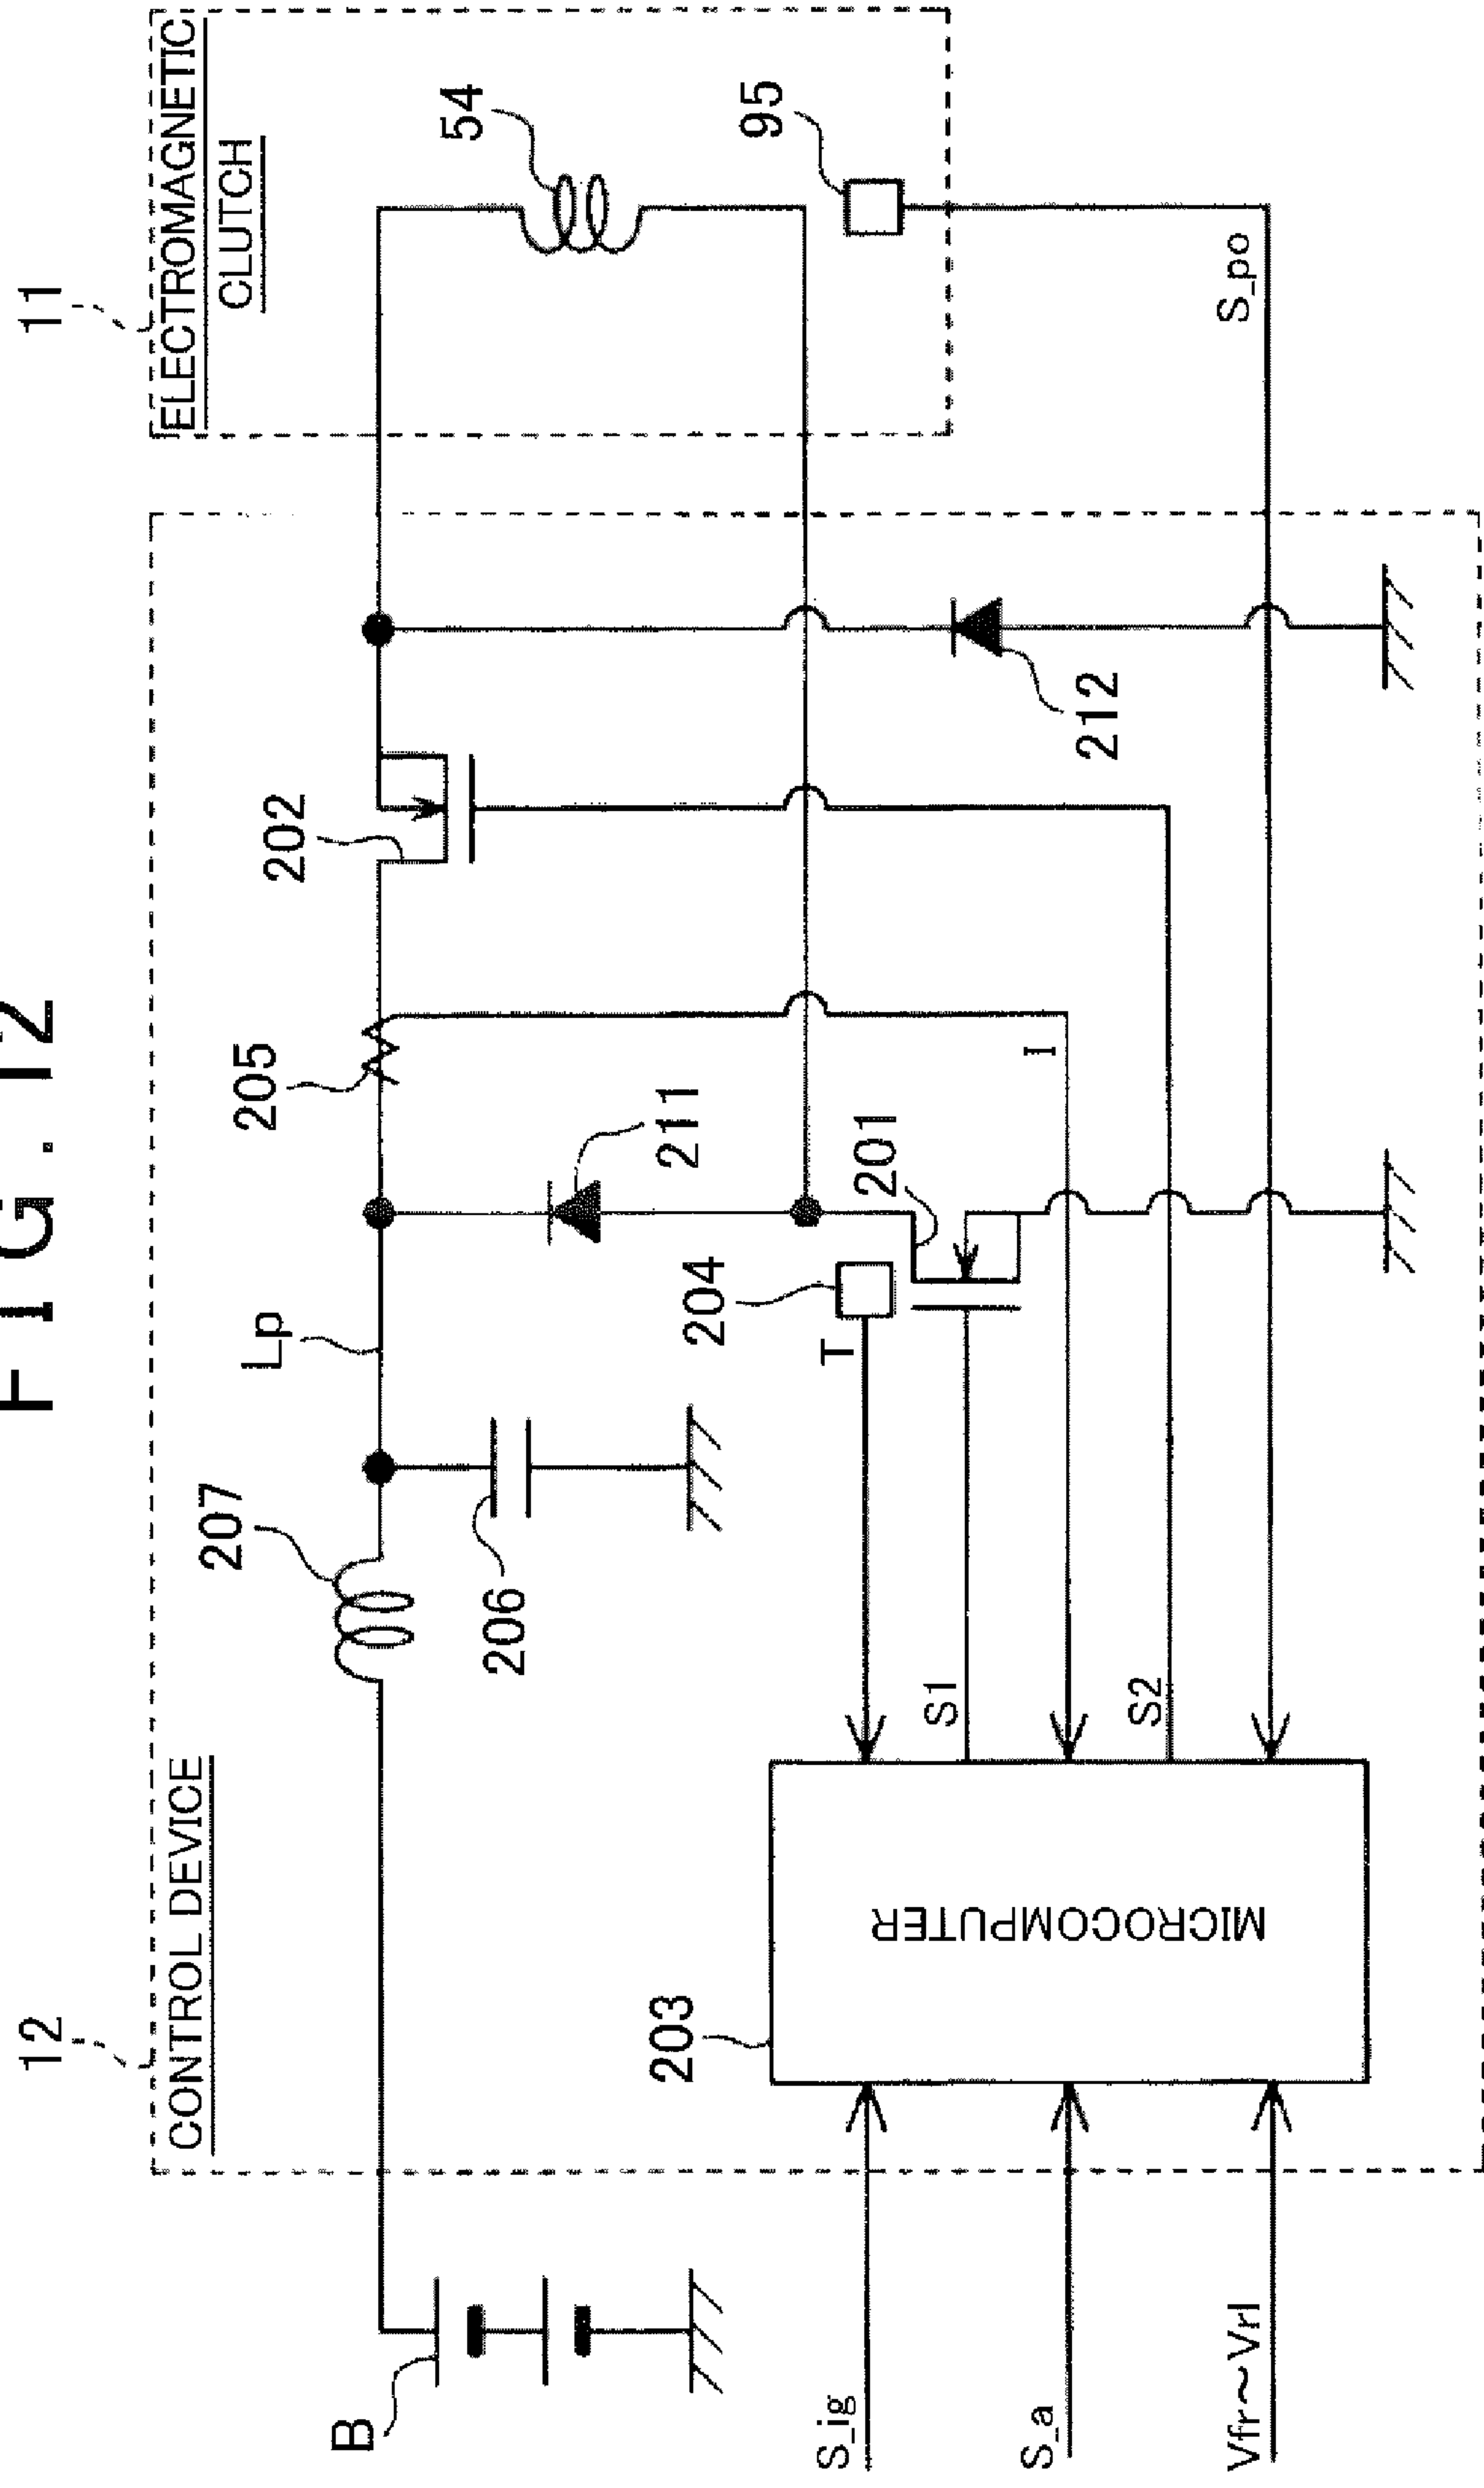 FIG. 12
12
11
CONTROL DEVICE
ELECTROMAGNETIC
CLUTCH
207
Lp
205
202
54
B
206
211
95
203
204
T
201
212
S_ig
S1
I
S_a
MICROCOMPUTER
S2
S_po
Vfr~Vrl